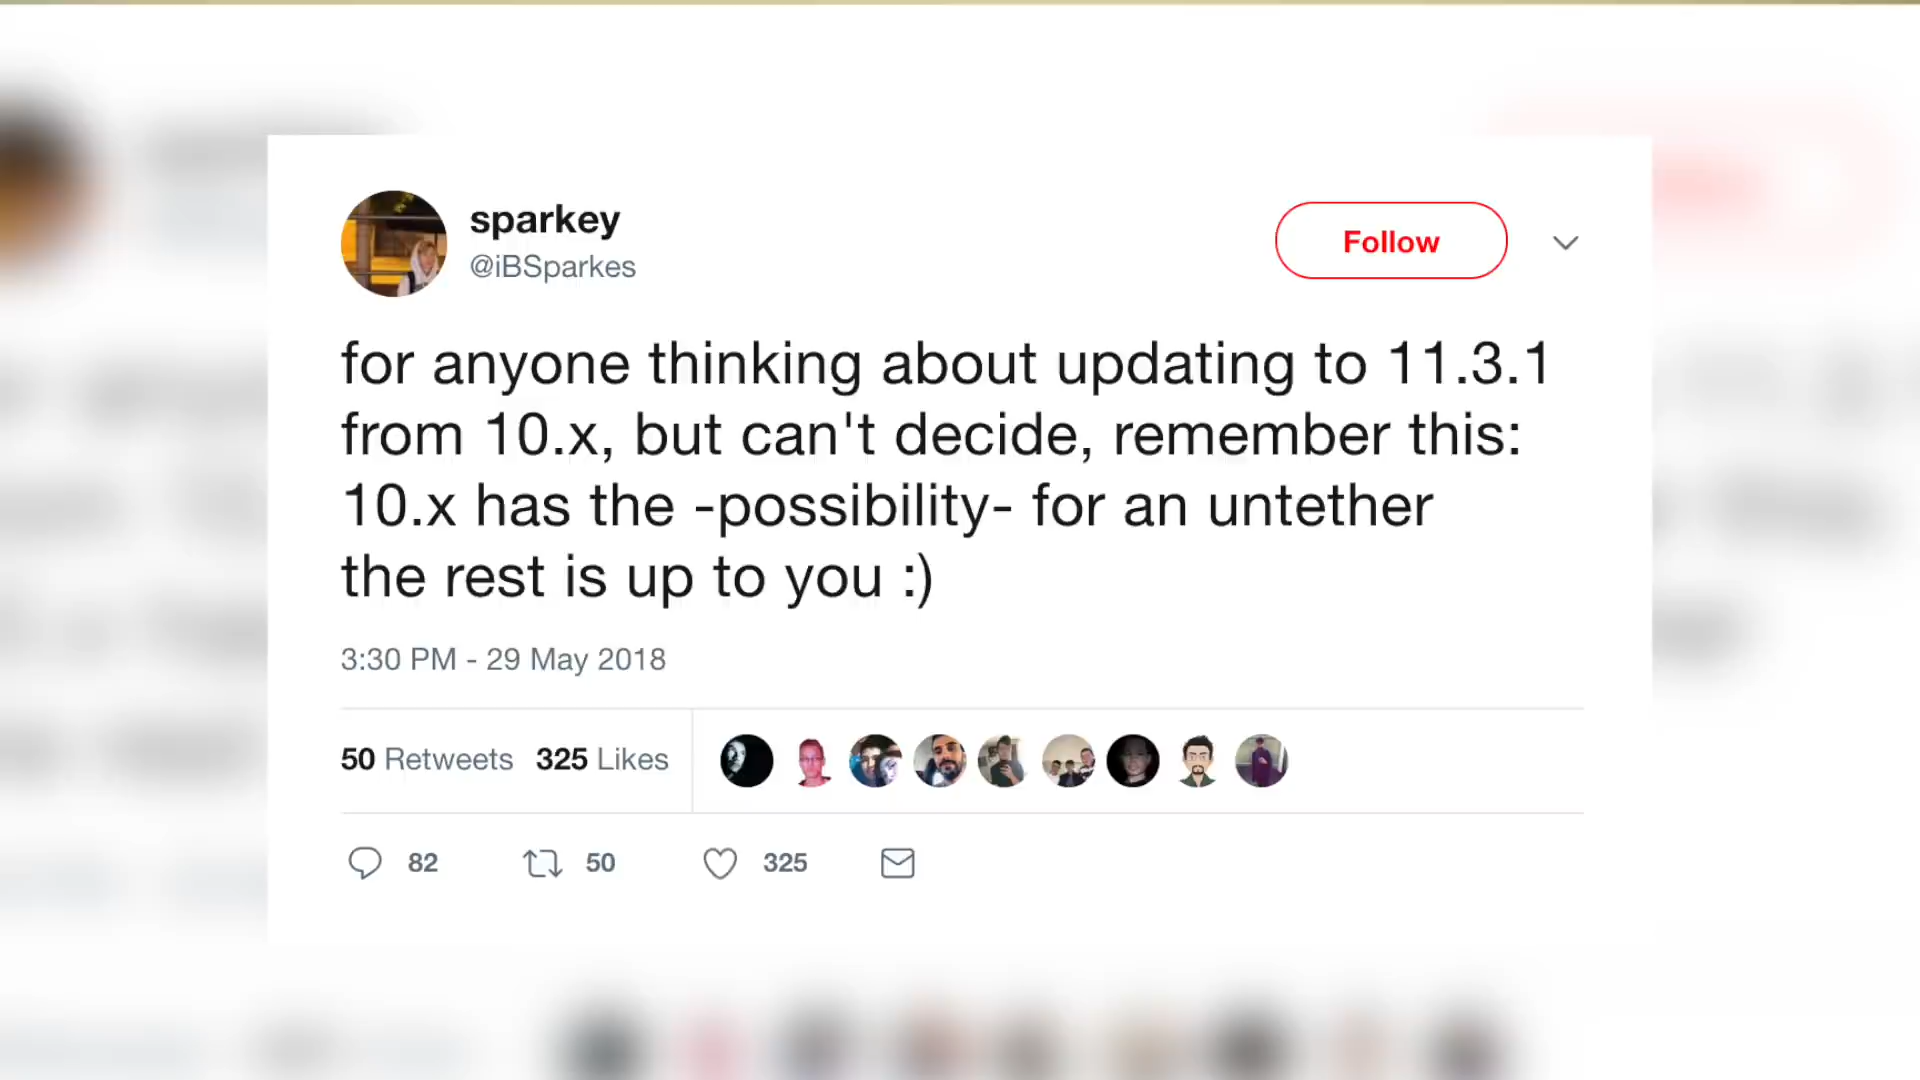 sparkey
@iBSparkes
Follow
for anyone thinking about updating to 11.3.1
from 10.x, but can't decide, remember this:
10.x has the -possibility- for an untether
the rest is up to you :)
3:30 PM - 29 May 2018
50 Retweets 325 Likes
82 50 325